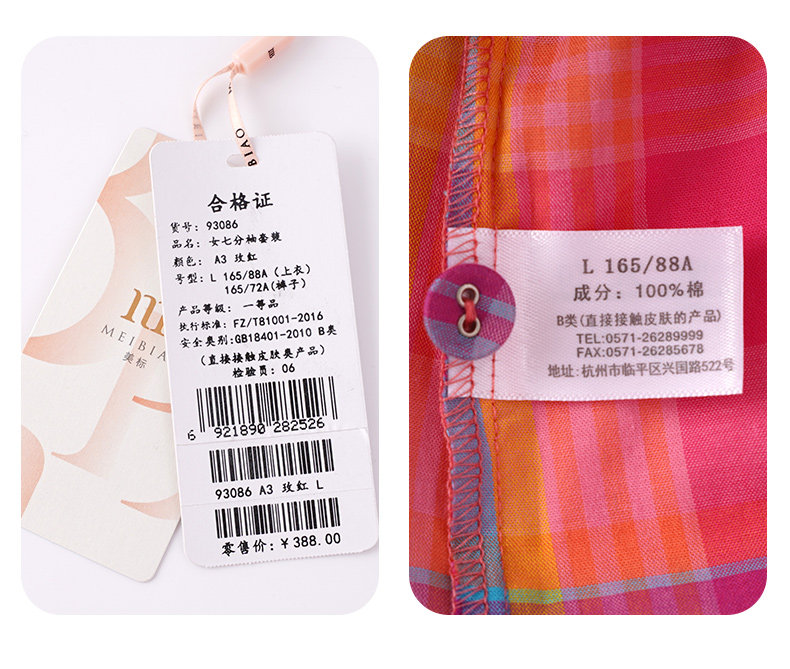 BIAO
MEIBIA
美标
合格证
货号: 93086
品名: 女七分袖套装
颜色: A3 玫红
号型: L 165/88A (上衣)
165/72A(裤子)
产品等级: 一等品
执行标准: FZ/T81001-2016
安全类别:GB18401-2010 B类
(直接接触皮肤类产品)
检验员: 06
6 921890 282526
93086 A3 玫红 L
零售价: ¥388.00
L 165/88A
成分: 100%棉
B类(直接接触皮肤的产品)
TEL:0571-26289999
FAX:0571-26285678
地址: 杭州市临平区兴国路522号